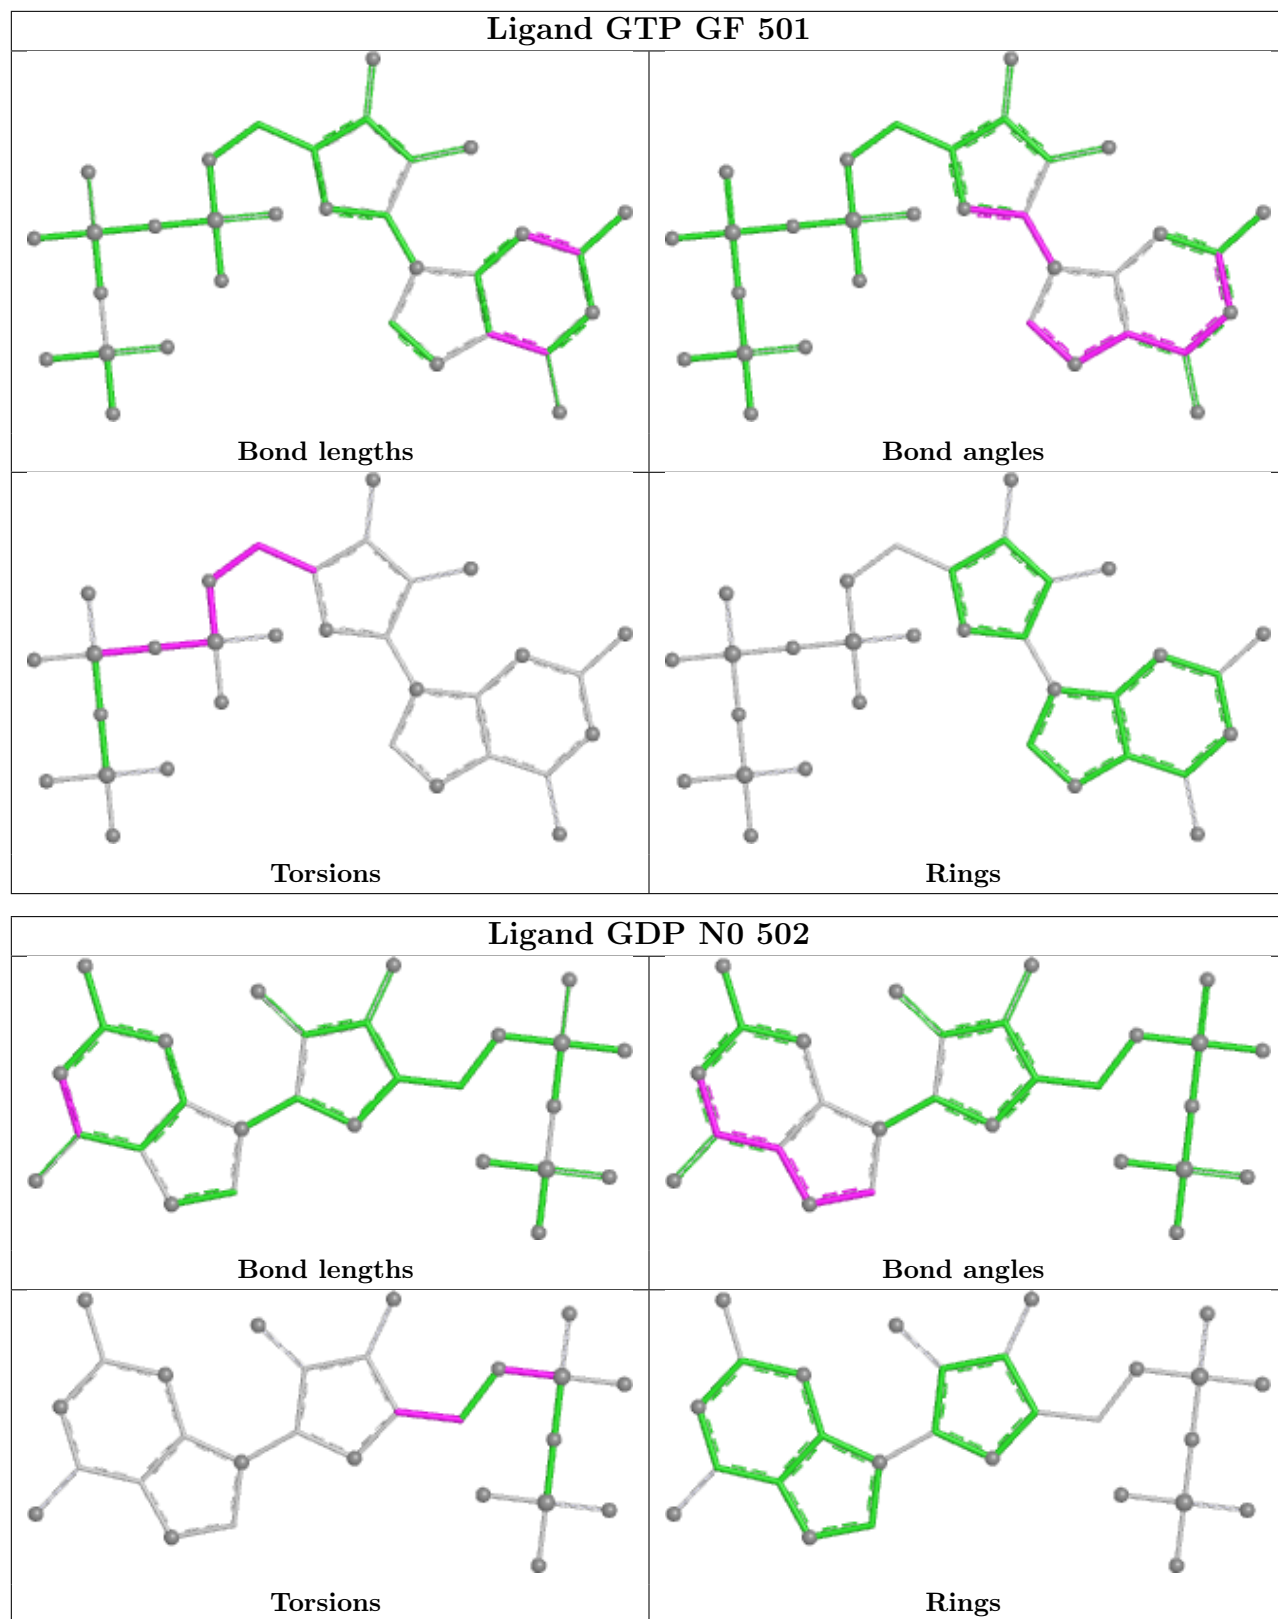 Ligand GTP GF 501
Bond lengths
Bond angles
Torsions
Rings
Ligand GDP N0 502
Bond lengths
Bond angles
Torsions
Rings